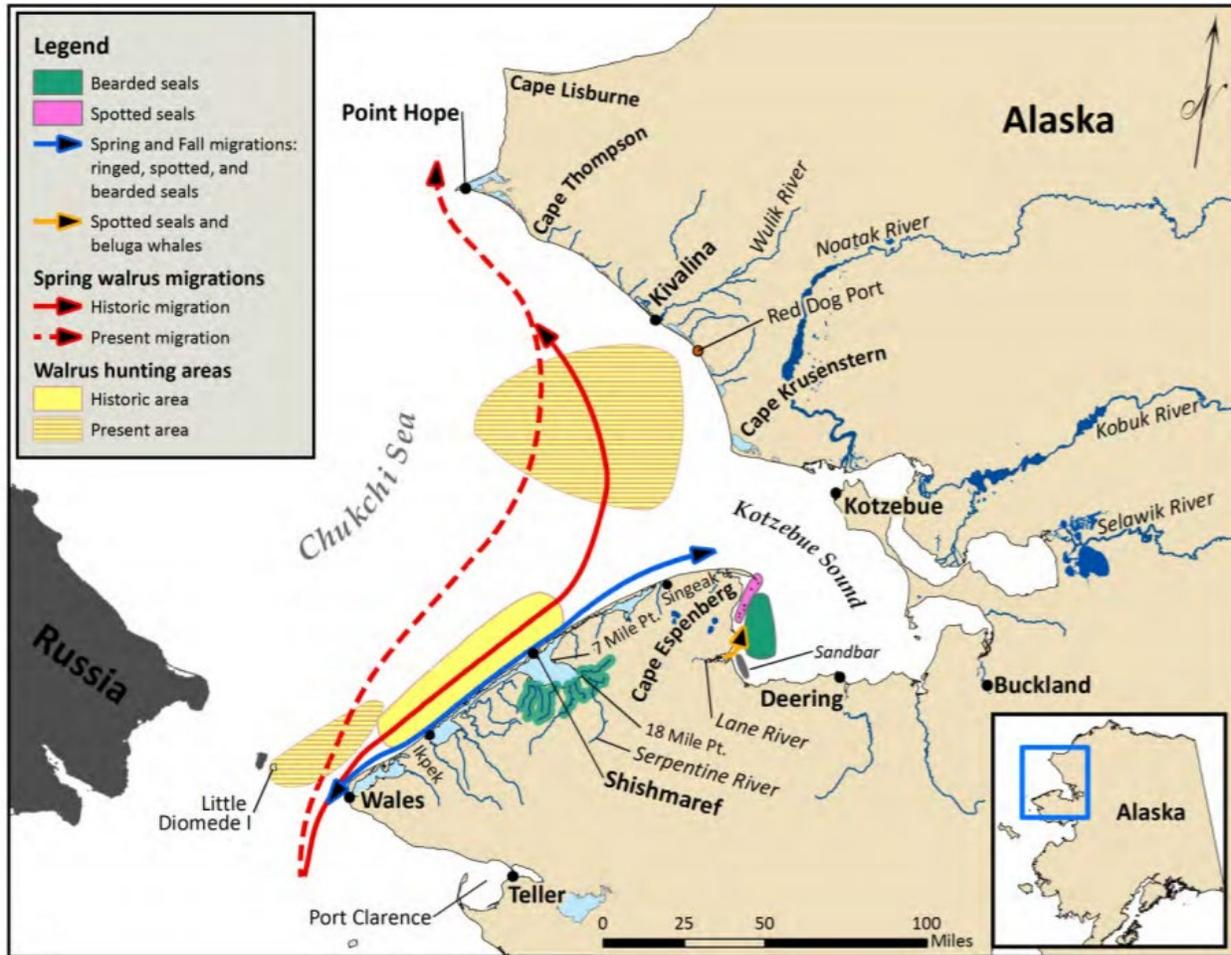 Legend
Bearded seals
Spotted seals
Spring and Fall migrations:
ringed, spotted, and
bearded seals
Spotted seals and
beluga whales
Spring walrus migrations
Historic migration
Present migration
Walrus hunting areas
Historic area
Present area
Cape Lisburne
Point Hope
Alaska
N
Cape Thompson
Wulik River
Noatak River
Kivalina
Red Dog Port
Cape Krusenstern
Kobuk River
Chukchi Sea
Kotzebue
Kotzebue Sound
Selawik River
Singeak
7 Mile Pt.
Cape Espenberg
Russia
Sandbar
Deering
Buckland
Lane River
18 Mile Pt.
Serpentine River
Ikpek
Shishmaref
Wales
Little
Diomede I
Teller
Port Clarence
0 25 50 100
Miles
Alaska